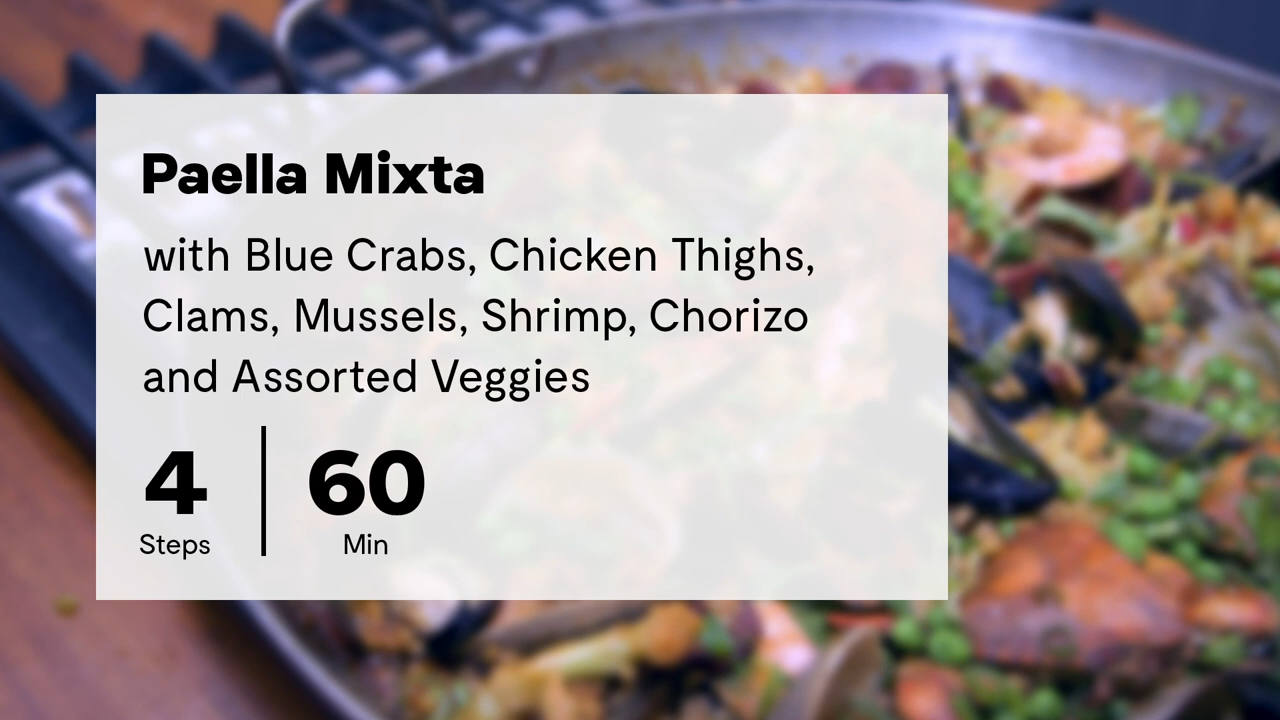 Paella Mixta
with Blue Crabs, Chicken Thighs,
Clams, Mussels, Shrimp, Chorizo
and Assorted Veggies
4
Steps
60
Min